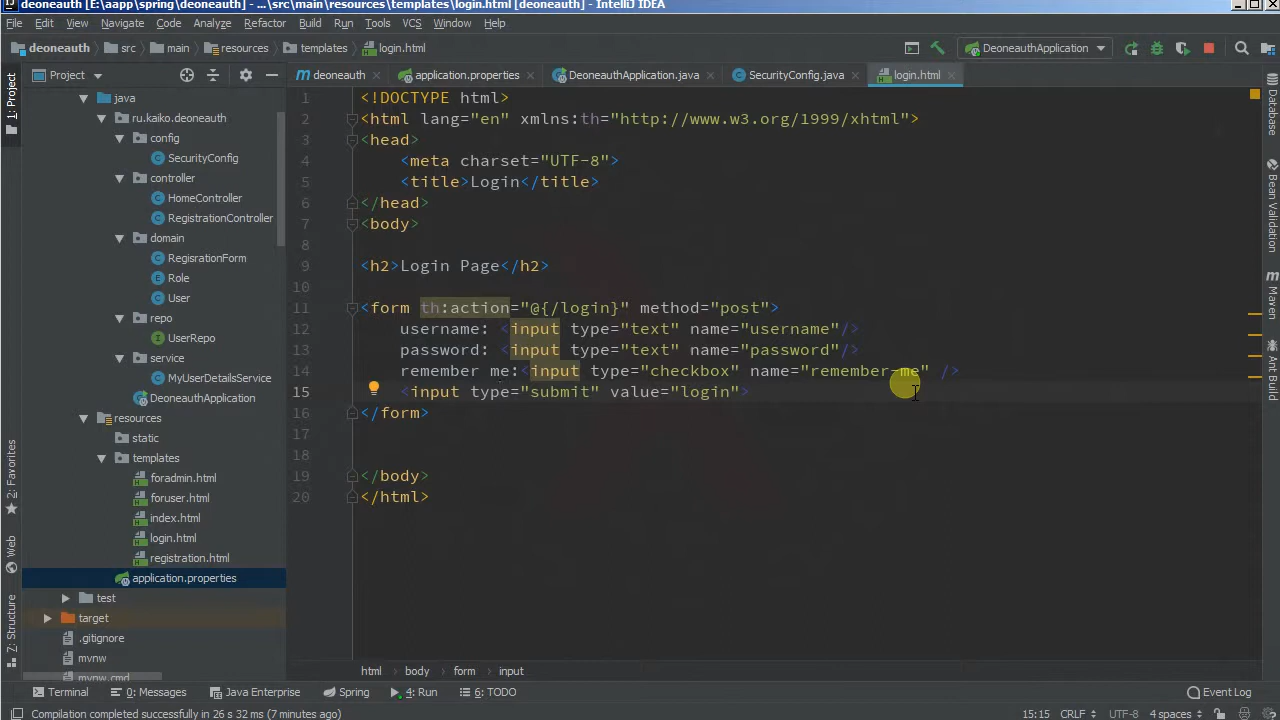 deoneauth [E:\aapp\spring\deoneauth] - ...\src\main\resources\templates\login.html [deoneauth] - IntelliJ IDEA
File Edit View Navigate Code Analyze Refactor Build Run Tools VCS Window Help
deoneauth src main resources templates login.html DeoneauthApplication
Project deoneauth application.properties DeoneauthApplication.java SecurityConfig.java login.html
java
ru.kaiko.deoneauth
config
SecurityConfig
controller
HomeController
RegistrationController
domain
RegisrationForm
Role
User
repo
UserRepo
service
MyUserDetailsService
DeoneauthApplication
resources
static
templates
foradmin.html
foruser.html
index.html
login.html
registration.html
application.properties
test
target
.gitignore
mvnw
mvnw.cmd
1 <!DOCTYPE html>
2 <html lang="en" xmlns:th="http://www.w3.org/1999/xhtml">
3 <head>
4 <meta charset="UTF-8">
5 <title>Login</title>
6 </head>
7 <body>
8
9 <h2>Login Page</h2>
10
11 <form th:action="@{/login}" method="post">
12 username: <input type="text" name="username"/>
13 password: <input type="text" name="password"/>
14 remember me:<input type="checkbox" name="remember-me" />
15 <input type="submit" value="login">
16 </form>
17
18
19 </body>
20 </html>
html body form input
1: Project
2: Favorites
Web
Z: Structure
Database
Bean Validation
Maven
Ant Build
Terminal 0: Messages Java Enterprise Spring 4: Run 6: TODO Event Log
Compilation completed successfully in 26 s 32 ms (7 minutes ago) 15:15 CRLF UTF-8 4 spaces